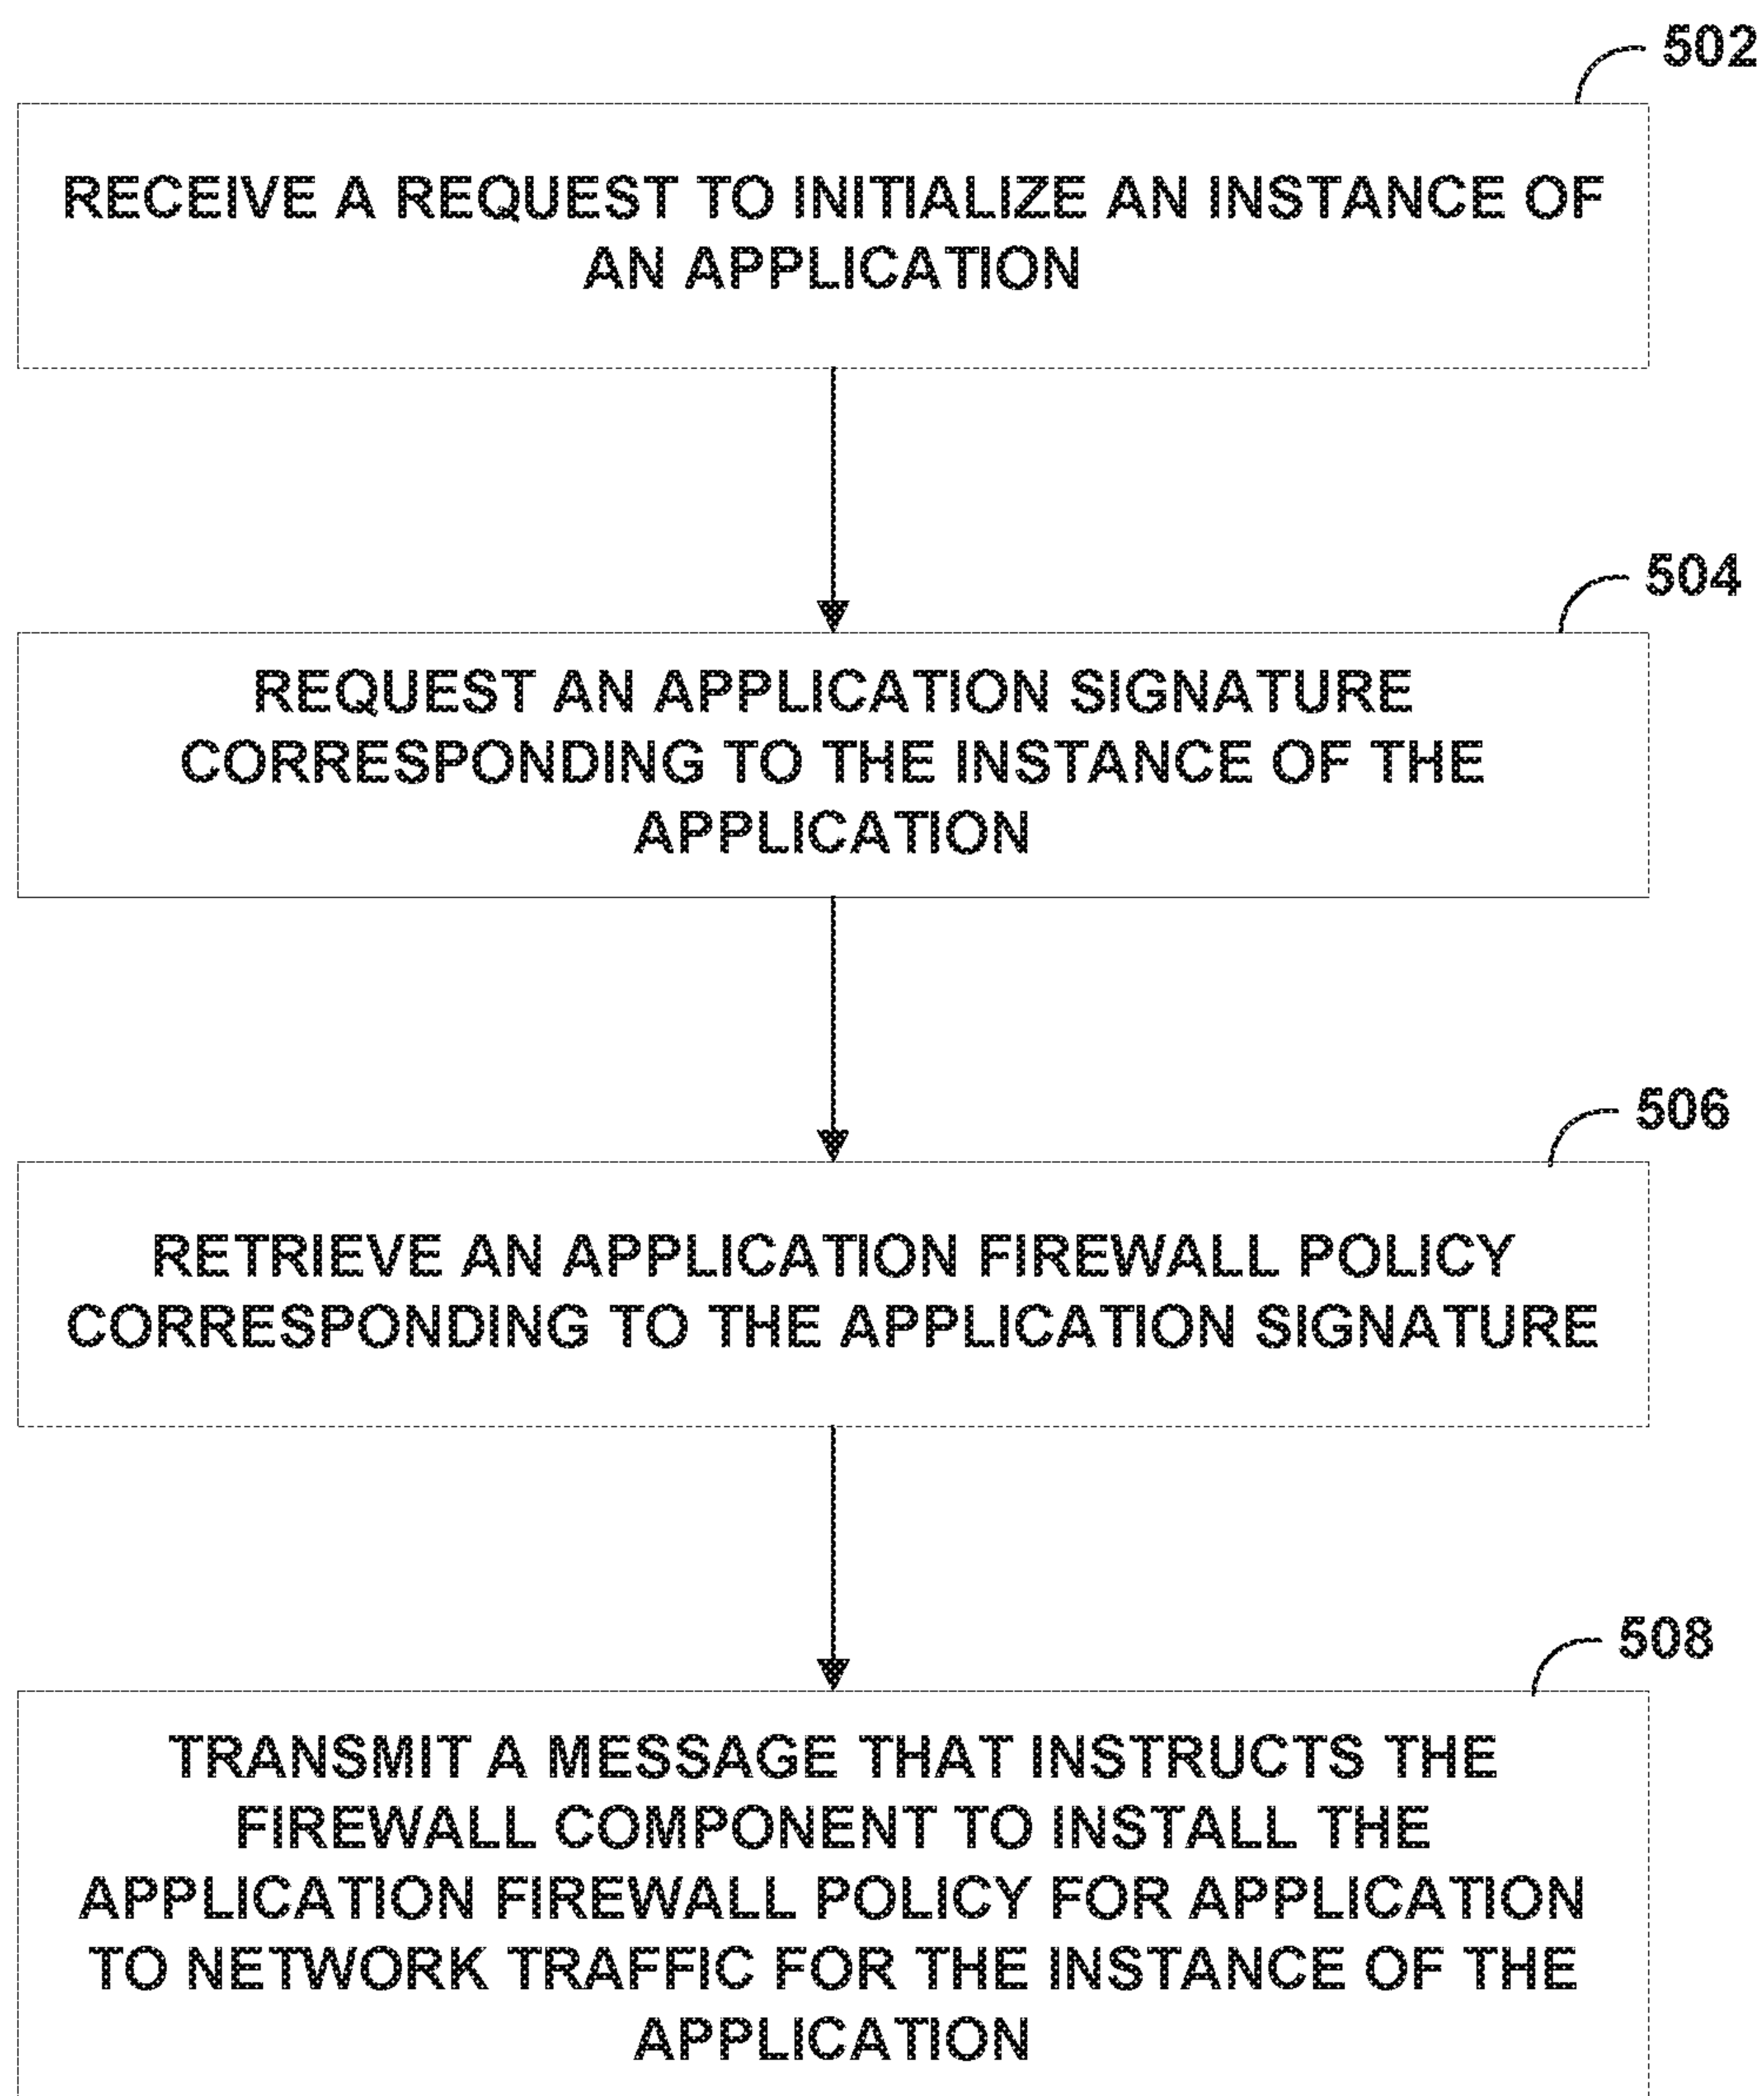 502
RECEIVE A REQUEST TO INITIALIZE AN INSTANCE OF
AN APPLICATION
504
REQUEST AN APPLICATION SIGNATURE
CORRESPONDING TO THE INSTANCE OF THE
APPLICATION
506
RETRIEVE AN APPLICATION FIREWALL POLICY
CORRESPONDING TO THE APPLICATION SIGNATURE
508
TRANSMIT A MESSAGE THAT INSTRUCTS THE
FIREWALL COMPONENT TO INSTALL THE
APPLICATION FIREWALL POLICY FOR APPLICATION
TO NETWORK TRAFFIC FOR THE INSTANCE OF THE
APPLICATION